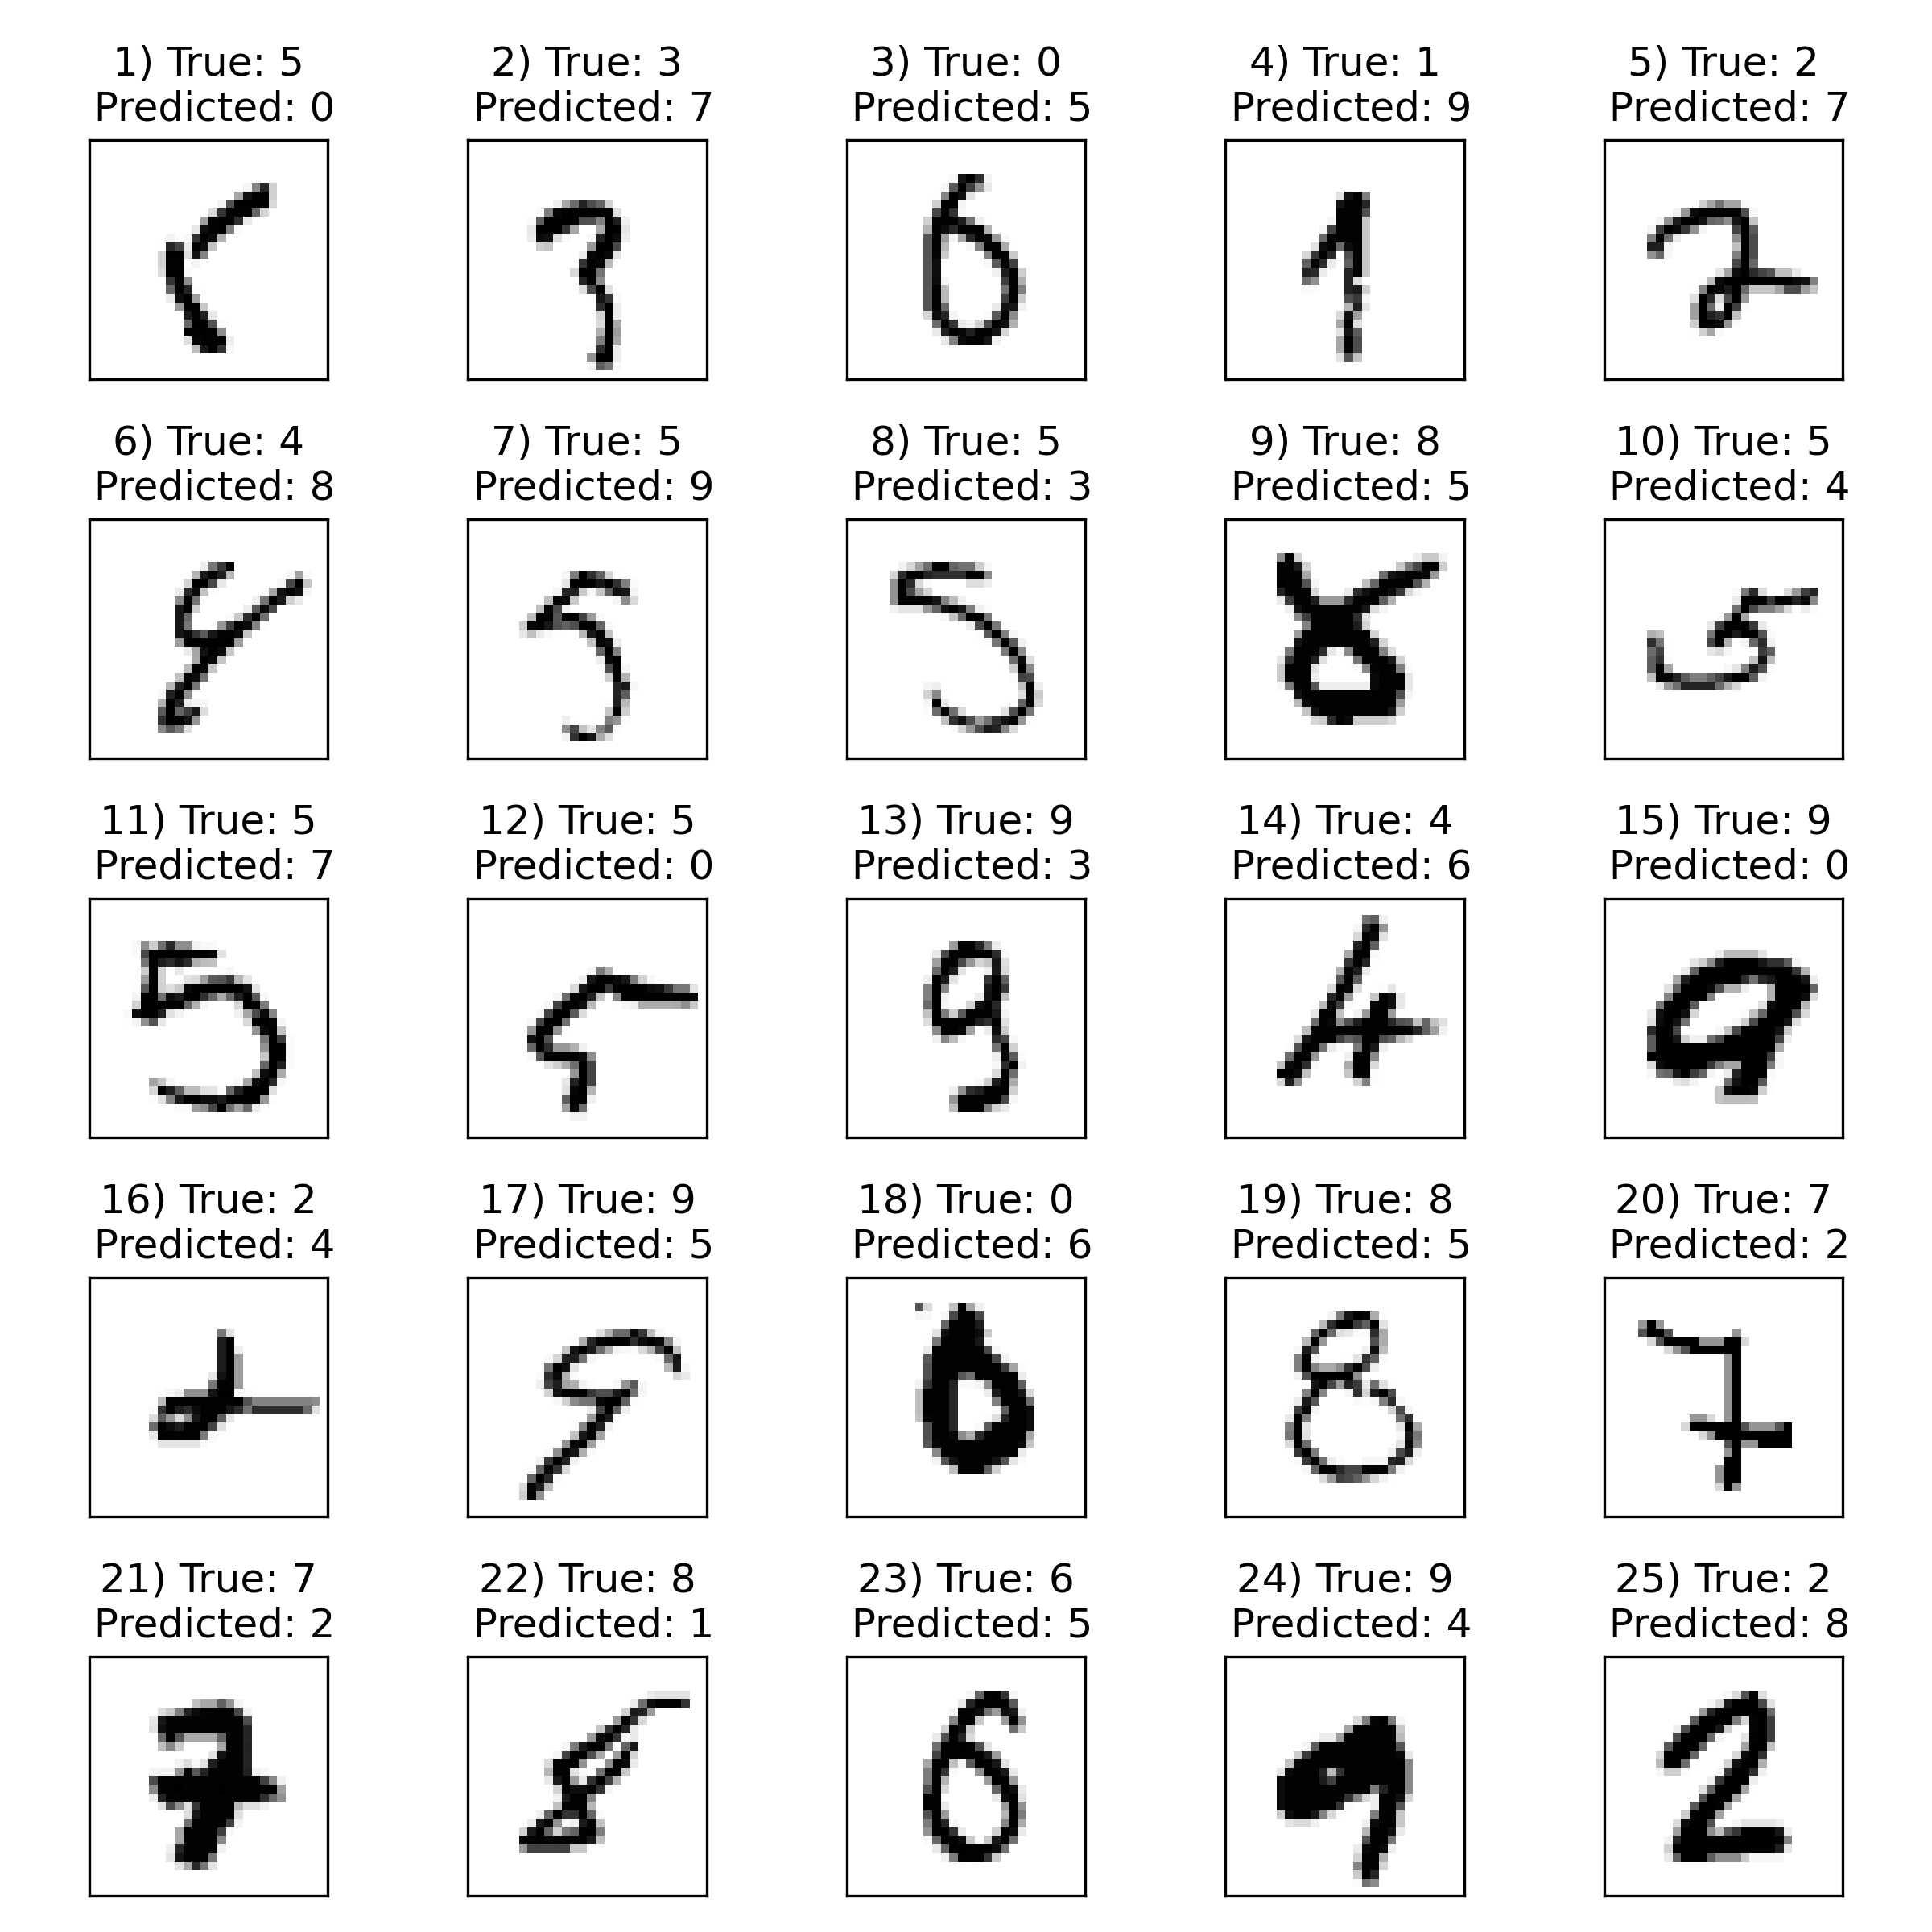 1) True: 5
Predicted: 0
2) True: 3
Predicted: 7
3) True: 0
Predicted: 5
4) True: 1
Predicted: 9
5) True: 2
Predicted: 7
6) True: 4
Predicted: 8
7) True: 5
Predicted: 9
8) True: 5
Predicted: 3
9) True: 8
Predicted: 5
10) True: 5
Predicted: 4
11) True: 5
Predicted: 7
12) True: 5
Predicted: 0
13) True: 9
Predicted: 3
14) True: 4
Predicted: 6
15) True: 9
Predicted: 0
16) True: 2
Predicted: 4
17) True: 9
Predicted: 5
18) True: 0
Predicted: 6
19) True: 8
Predicted: 5
20) True: 7
Predicted: 2
21) True: 7
Predicted: 2
22) True: 8
Predicted: 1
23) True: 6
Predicted: 5
24) True: 9
Predicted: 4
25) True: 2
Predicted: 8